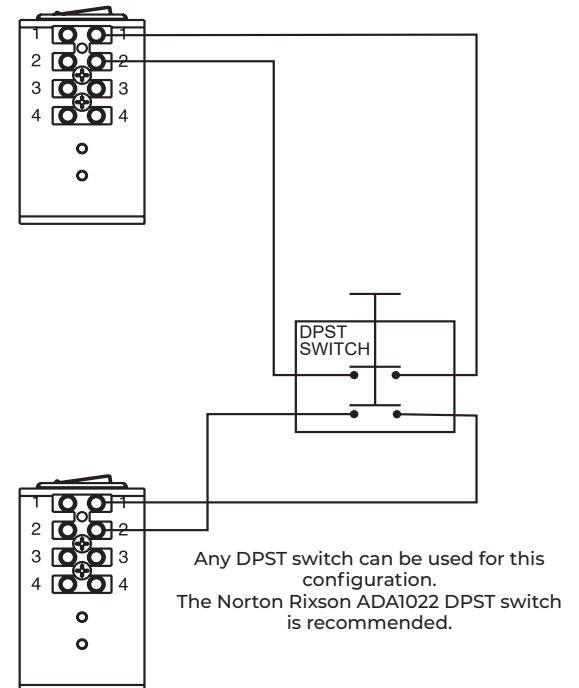 1 1
2 2
3 3
4 4
DPST
SWITCH
1 1
2 2
3 3
4 4
Any DPST switch can be used for this
configuration.
The Norton Rixson ADA1022 DPST switch
is recommended.